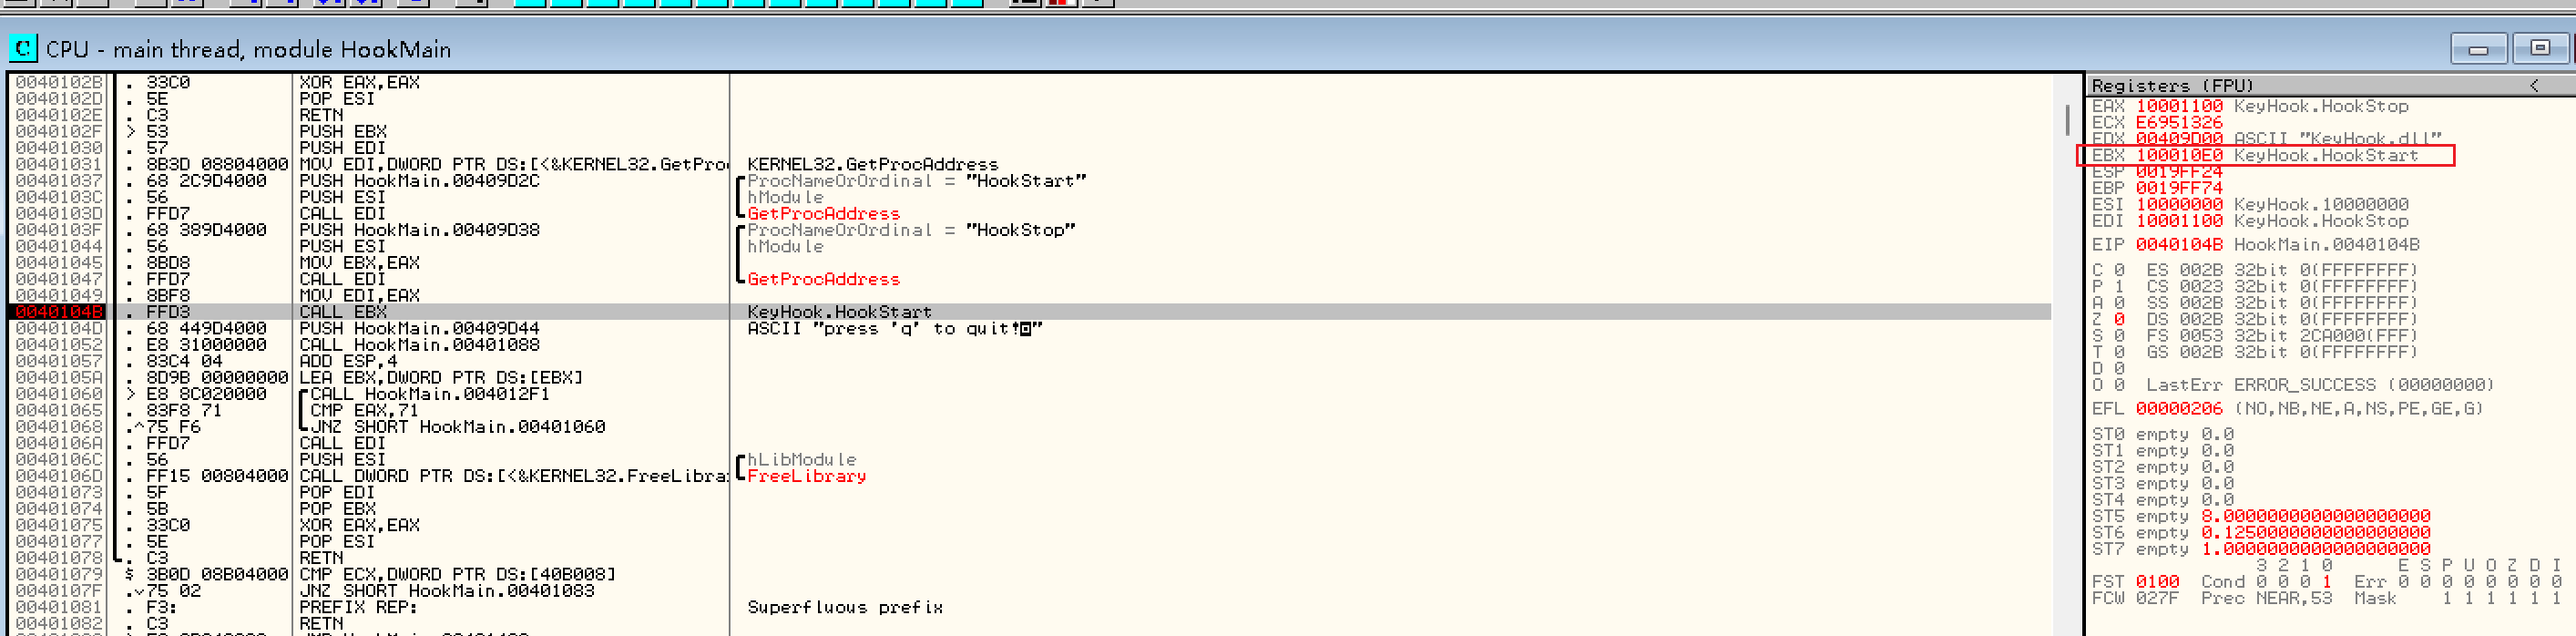 CPU - main thread, module HookMain
0040102B . 33C0 XOR EAX,EAX
0040102D . 5E POP ESI
0040102E . C3 RETN
0040102F > 53 PUSH EBX
00401030 . 57 PUSH EDI
00401031 . 8B3D 08804000 MOV EDI,DWORD PTR DS:[<&KERNEL32.GetProc KERNEL32.GetProcAddress
00401037 . 68 2C9D4000 PUSH HookMain.00409D2C ProcNameOrOrdinal = "HookStart"
0040103C . 56 PUSH ESI hModule
0040103D . FFD7 CALL EDI GetProcAddress
0040103F . 68 389D4000 PUSH HookMain.00409D38 ProcNameOrOrdinal = "HookStop"
00401044 . 56 PUSH ESI hModule
00401045 . 8BD8 MOV EBX,EAX
00401047 . FFD7 CALL EDI GetProcAddress
00401049 . 8BF8 MOV EDI,EAX
0040104B . FFD3 CALL EBX KeyHook.HookStart
0040104D . 68 449D4000 PUSH HookMain.00409D44 ASCII "press 'q' to quit!"
00401052 . E8 31000000 CALL HookMain.00401088
00401057 . 83C4 04 ADD ESP,4
0040105A . 8D9B 00000000 LEA EBX,DWORD PTR DS:[EBX]
00401060 > E8 8C020000 CALL HookMain.004012F1
00401065 . 83F8 71 CMP EAX,71
00401068 .^75 F6 JNZ SHORT HookMain.00401060
0040106A . FFD7 CALL EDI
0040106C . 56 PUSH ESI hLibModule
0040106D . FF15 00804000 CALL DWORD PTR DS:[<&KERNEL32.FreeLibra FreeLibrary
00401073 . 5F POP EDI
00401074 . 5B POP EBX
00401075 . 33C0 XOR EAX,EAX
00401077 . 5E POP ESI
00401078 . C3 RETN
00401079 $ 3B0D 08B04000 CMP ECX,DWORD PTR DS:[40B008]
0040107F .v75 02 JNZ SHORT HookMain.00401083
00401081 . F3: PREFIX REP: Superfluous prefix
00401082 . C3 RETN
Registers (FPU) <
EAX 10001100 KeyHook.HookStop
ECX E6951326
EDX 00409D00 ASCII "KeyHook.dll"
EBX 100010E0 KeyHook.HookStart
ESP 0019FF24
EBP 0019FF74
ESI 10000000 KeyHook.10000000
EDI 10001100 KeyHook.HookStop
EIP 0040104B HookMain.0040104B
C 0 ES 002B 32bit 0(FFFFFFFF)
P 1 CS 0023 32bit 0(FFFFFFFF)
A 0 SS 002B 32bit 0(FFFFFFFF)
Z 0 DS 002B 32bit 0(FFFFFFFF)
S 0 FS 0053 32bit 2CA000(FFF)
T 0 GS 002B 32bit 0(FFFFFFFF)
D 0
O 0 LastErr ERROR_SUCCESS (00000000)
EFL 00000206 (NO,NB,NE,A,NS,PE,GE,G)
ST0 empty 0.0
ST1 empty 0.0
ST2 empty 0.0
ST3 empty 0.0
ST4 empty 0.0
ST5 empty 8.0000000000000000000
ST6 empty 0.1250000000000000000
ST7 empty 1.0000000000000000000
3 2 1 0 E S P U O Z D I
FST 0100 Cond 0 0 0 1 Err 0 0 0 0 0 0 0 0
FCW 027F Prec NEAR,53 Mask 1 1 1 1 1 1